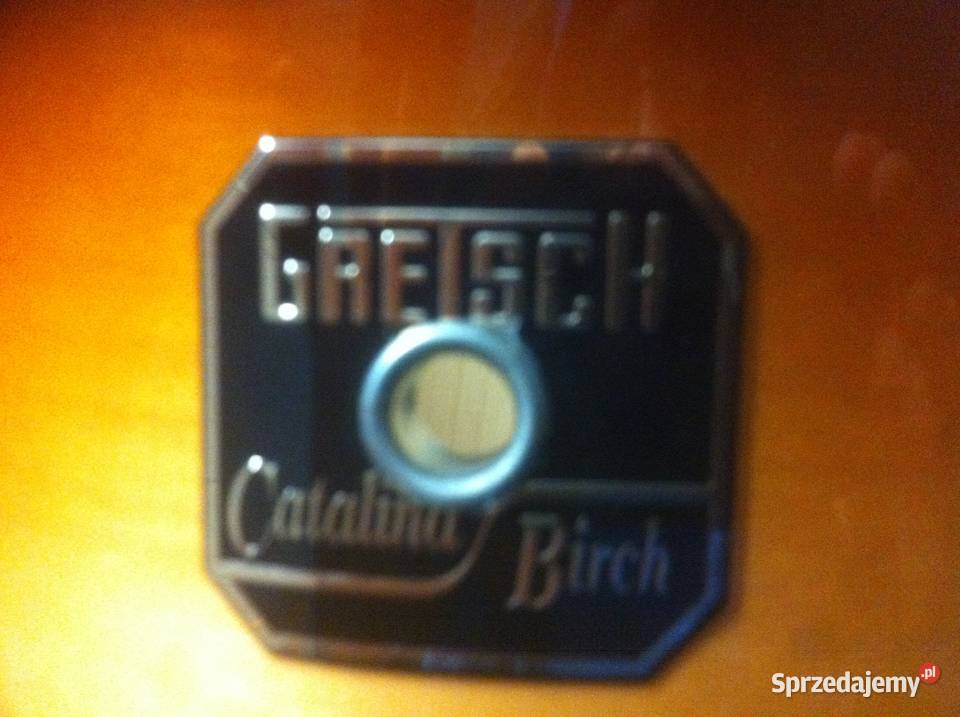 GRETSCH
Catalina
Birch
Sprzedajemy.pl